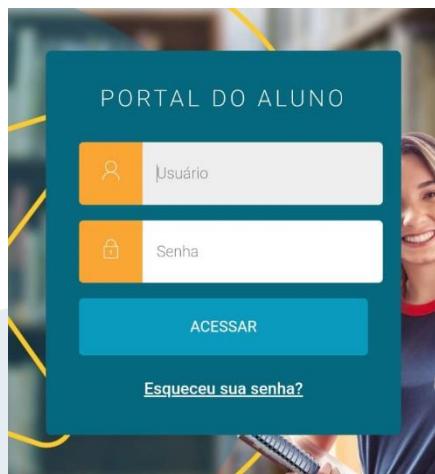 PORTAL DO ALUNO
Usuário
Senha
ACESSAR
Esqueceu sua senha?